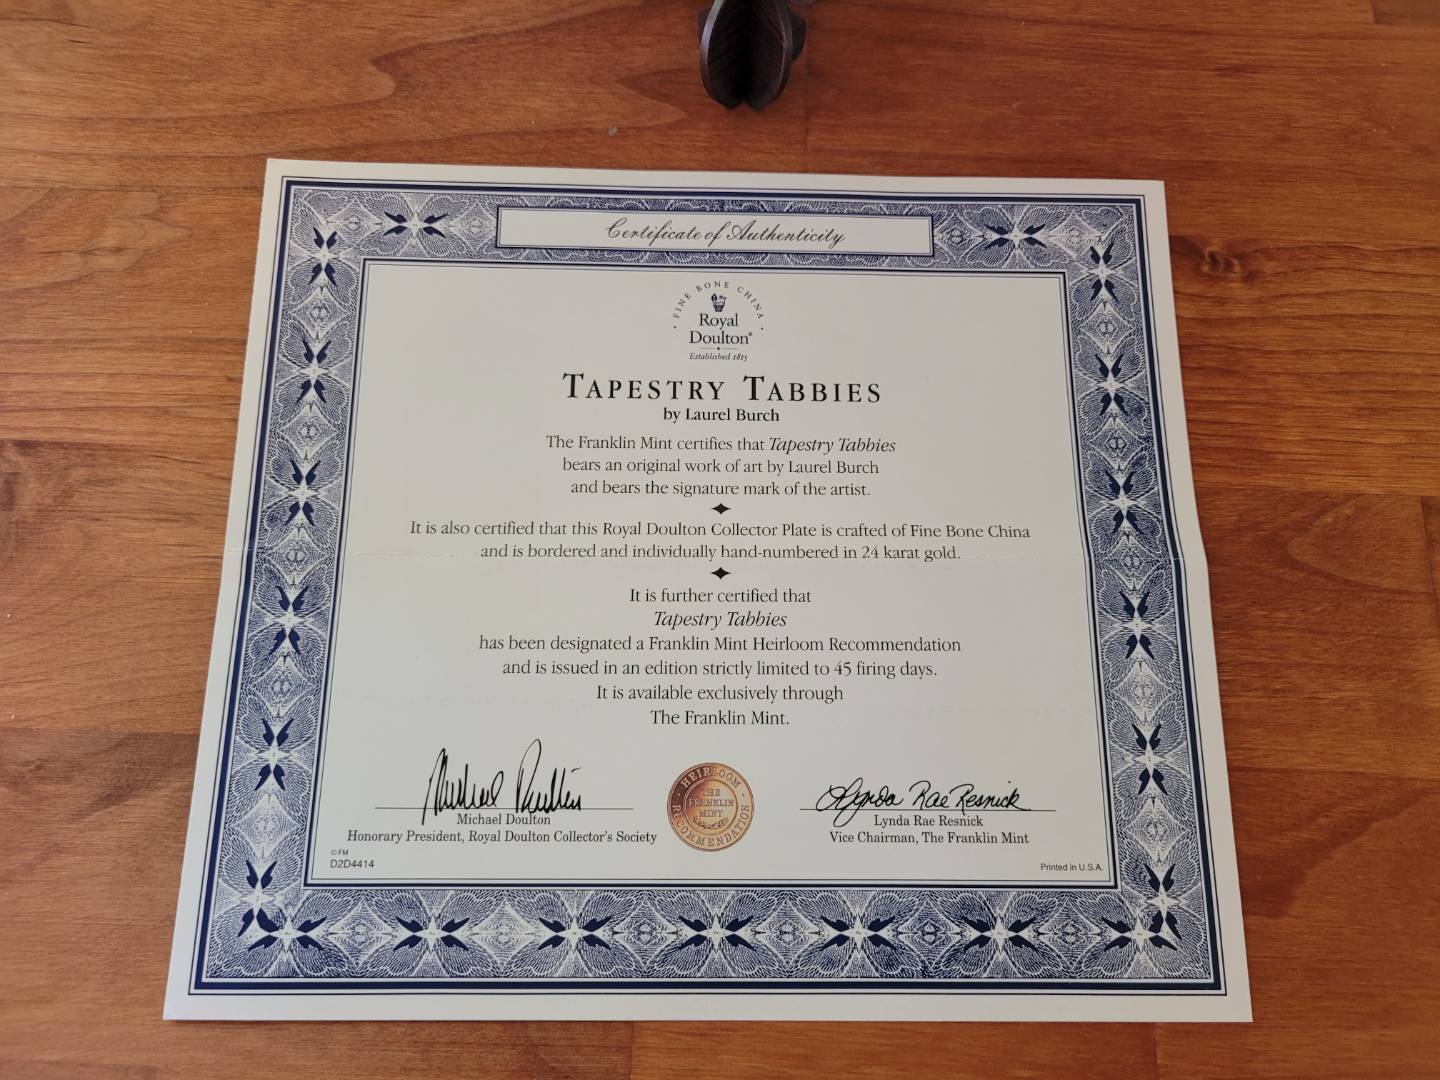 Certificate of Authenticity
· FINE BONE CHINA ·
Royal
Doulton®
Established 1815
TAPESTRY TABBIES
by Laurel Burch
The Franklin Mint certifies that Tapestry Tabbies
bears an original work of art by Laurel Burch
and bears the signature mark of the artist.
It is also certified that this Royal Doulton Collector Plate is crafted of Fine Bone China
and is bordered and individually hand-numbered in 24 karat gold.
It is further certified that
Tapestry Tabbies
has been designated a Franklin Mint Heirloom Recommendation
and is issued in an edition strictly limited to 45 firing days.
It is available exclusively through
The Franklin Mint.
Michael Doulton
Michael Doulton
Honorary President, Royal Doulton Collector's Society
© FM
D2D4414
· HEIRLOOM · RECOMMENDATION
THE
FRANKLIN
MINT
Lynda Rae Resnick
Lynda Rae Resnick
Vice Chairman, The Franklin Mint
Printed in U.S.A.